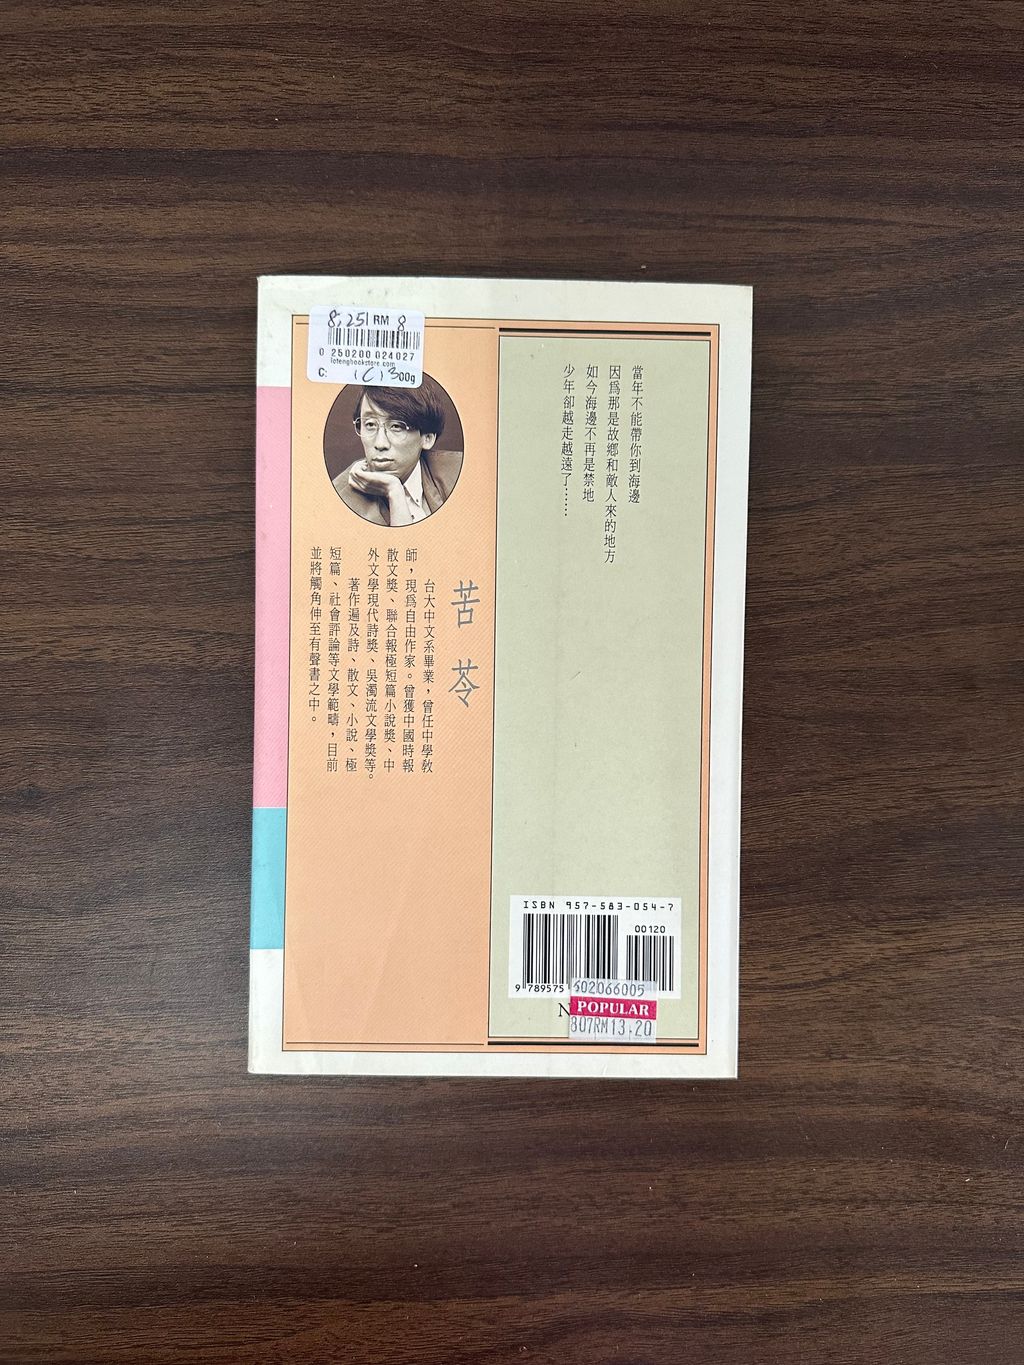 8,251 RM 8
0 250200 024027
lotengbookstore.com
C: (C) 300g
當年不能帶你到海邊
因為那是故鄉和敵人來的地方
如今海邊不再是禁地
少年卻越走越遠了……
苦苓
台大中文系畢業，曾任中學教
師，現為自由作家。曾獲中國時報
散文獎、聯合報極短篇小說獎、中
外文學現代詩獎、吳濁流文學獎等。
著作遍及詩、散文、小說、極
短篇、社會評論等文學範疇，目前
並將觸角伸至有聲書之中。
ISBN 957-583-054-7
00120
9 789575
602066005
POPULAR
807RM13.20